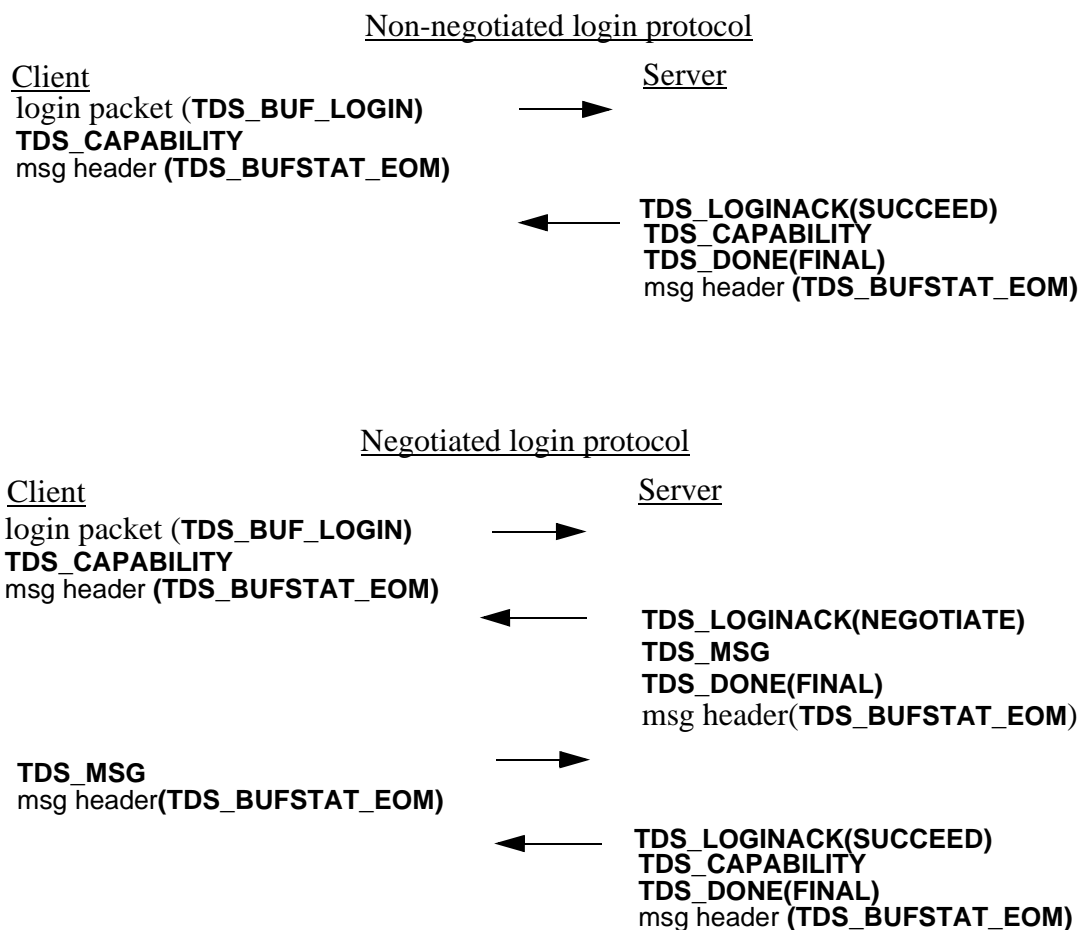 Non-negotiated login protocol
Client
Server
login packet (TDS_BUF_LOGIN)
TDS_CAPABILITY
msg header (TDS_BUFSTAT_EOM)
TDS_LOGINACK(SUCCEED)
TDS_CAPABILITY
TDS_DONE(FINAL)
msg header (TDS_BUFSTAT_EOM)
Negotiated login protocol
Client
Server
login packet (TDS_BUF_LOGIN)
TDS_CAPABILITY
msg header (TDS_BUFSTAT_EOM)
TDS_LOGINACK(NEGOTIATE)
TDS_MSG
TDS_DONE(FINAL)
msg header(TDS_BUFSTAT_EOM)
TDS_MSG
msg header(TDS_BUFSTAT_EOM)
TDS_LOGINACK(SUCCEED)
TDS_CAPABILITY
TDS_DONE(FINAL)
msg header (TDS_BUFSTAT_EOM)